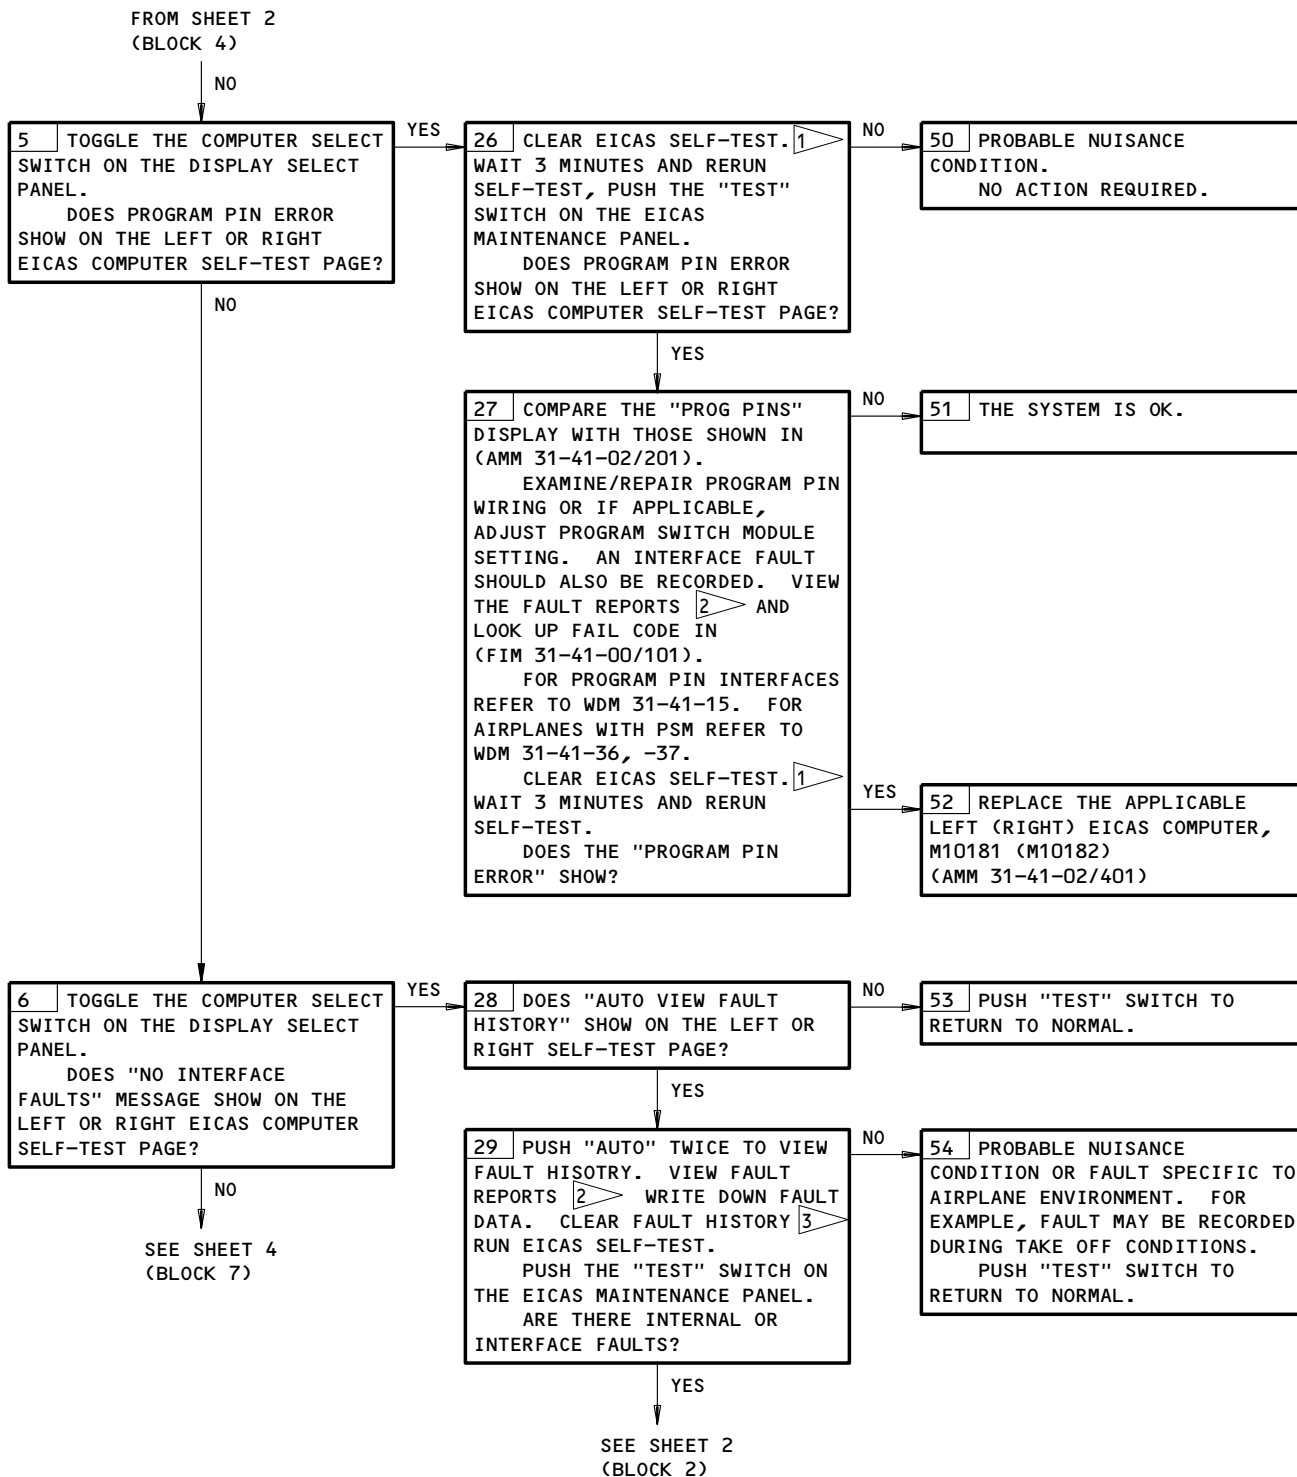 FROM SHEET 2
(BLOCK 4)
NO
5 TOGGLE THE COMPUTER SELECT
SWITCH ON THE DISPLAY SELECT
PANEL.
DOES PROGRAM PIN ERROR
SHOW ON THE LEFT OR RIGHT
EICAS COMPUTER SELF-TEST PAGE?
YES
NO
26 CLEAR EICAS SELF-TEST. 1
WAIT 3 MINUTES AND RERUN
SELF-TEST, PUSH THE "TEST"
SWITCH ON THE EICAS
MAINTENANCE PANEL.
DOES PROGRAM PIN ERROR
SHOW ON THE LEFT OR RIGHT
EICAS COMPUTER SELF-TEST PAGE?
NO
YES
50 PROBABLE NUISANCE
CONDITION.
NO ACTION REQUIRED.
27 COMPARE THE "PROG PINS"
DISPLAY WITH THOSE SHOWN IN
(AMM 31-41-02/201).
EXAMINE/REPAIR PROGRAM PIN
WIRING OR IF APPLICABLE,
ADJUST PROGRAM SWITCH MODULE
SETTING. AN INTERFACE FAULT
SHOULD ALSO BE RECORDED. VIEW
THE FAULT REPORTS 2 AND
LOOK UP FAIL CODE IN
(FIM 31-41-00/101).
FOR PROGRAM PIN INTERFACES
REFER TO WDM 31-41-15. FOR
AIRPLANES WITH PSM REFER TO
WDM 31-41-36, -37.
CLEAR EICAS SELF-TEST. 1
WAIT 3 MINUTES AND RERUN
SELF-TEST.
DOES THE "PROGRAM PIN
ERROR" SHOW?
NO
51 THE SYSTEM IS OK.
YES
52 REPLACE THE APPLICABLE
LEFT (RIGHT) EICAS COMPUTER,
M10181 (M10182)
(AMM 31-41-02/401)
6 TOGGLE THE COMPUTER SELECT
SWITCH ON THE DISPLAY SELECT
PANEL.
DOES "NO INTERFACE
FAULTS" MESSAGE SHOW ON THE
LEFT OR RIGHT EICAS COMPUTER
SELF-TEST PAGE?
YES
NO
SEE SHEET 4
(BLOCK 7)
28 DOES "AUTO VIEW FAULT
HISTORY" SHOW ON THE LEFT OR
RIGHT SELF-TEST PAGE?
NO
YES
53 PUSH "TEST" SWITCH TO
RETURN TO NORMAL.
29 PUSH "AUTO" TWICE TO VIEW
FAULT HISOTRY. VIEW FAULT
REPORTS 2 WRITE DOWN FAULT
DATA. CLEAR FAULT HISTORY 3
RUN EICAS SELF-TEST.
PUSH THE "TEST" SWITCH ON
THE EICAS MAINTENANCE PANEL.
ARE THERE INTERNAL OR
INTERFACE FAULTS?
NO
YES
54 PROBABLE NUISANCE
CONDITION OR FAULT SPECIFIC TO
AIRPLANE ENVIRONMENT. FOR
EXAMPLE, FAULT MAY BE RECORDED
DURING TAKE OFF CONDITIONS.
PUSH "TEST" SWITCH TO
RETURN TO NORMAL.
SEE SHEET 2
(BLOCK 2)